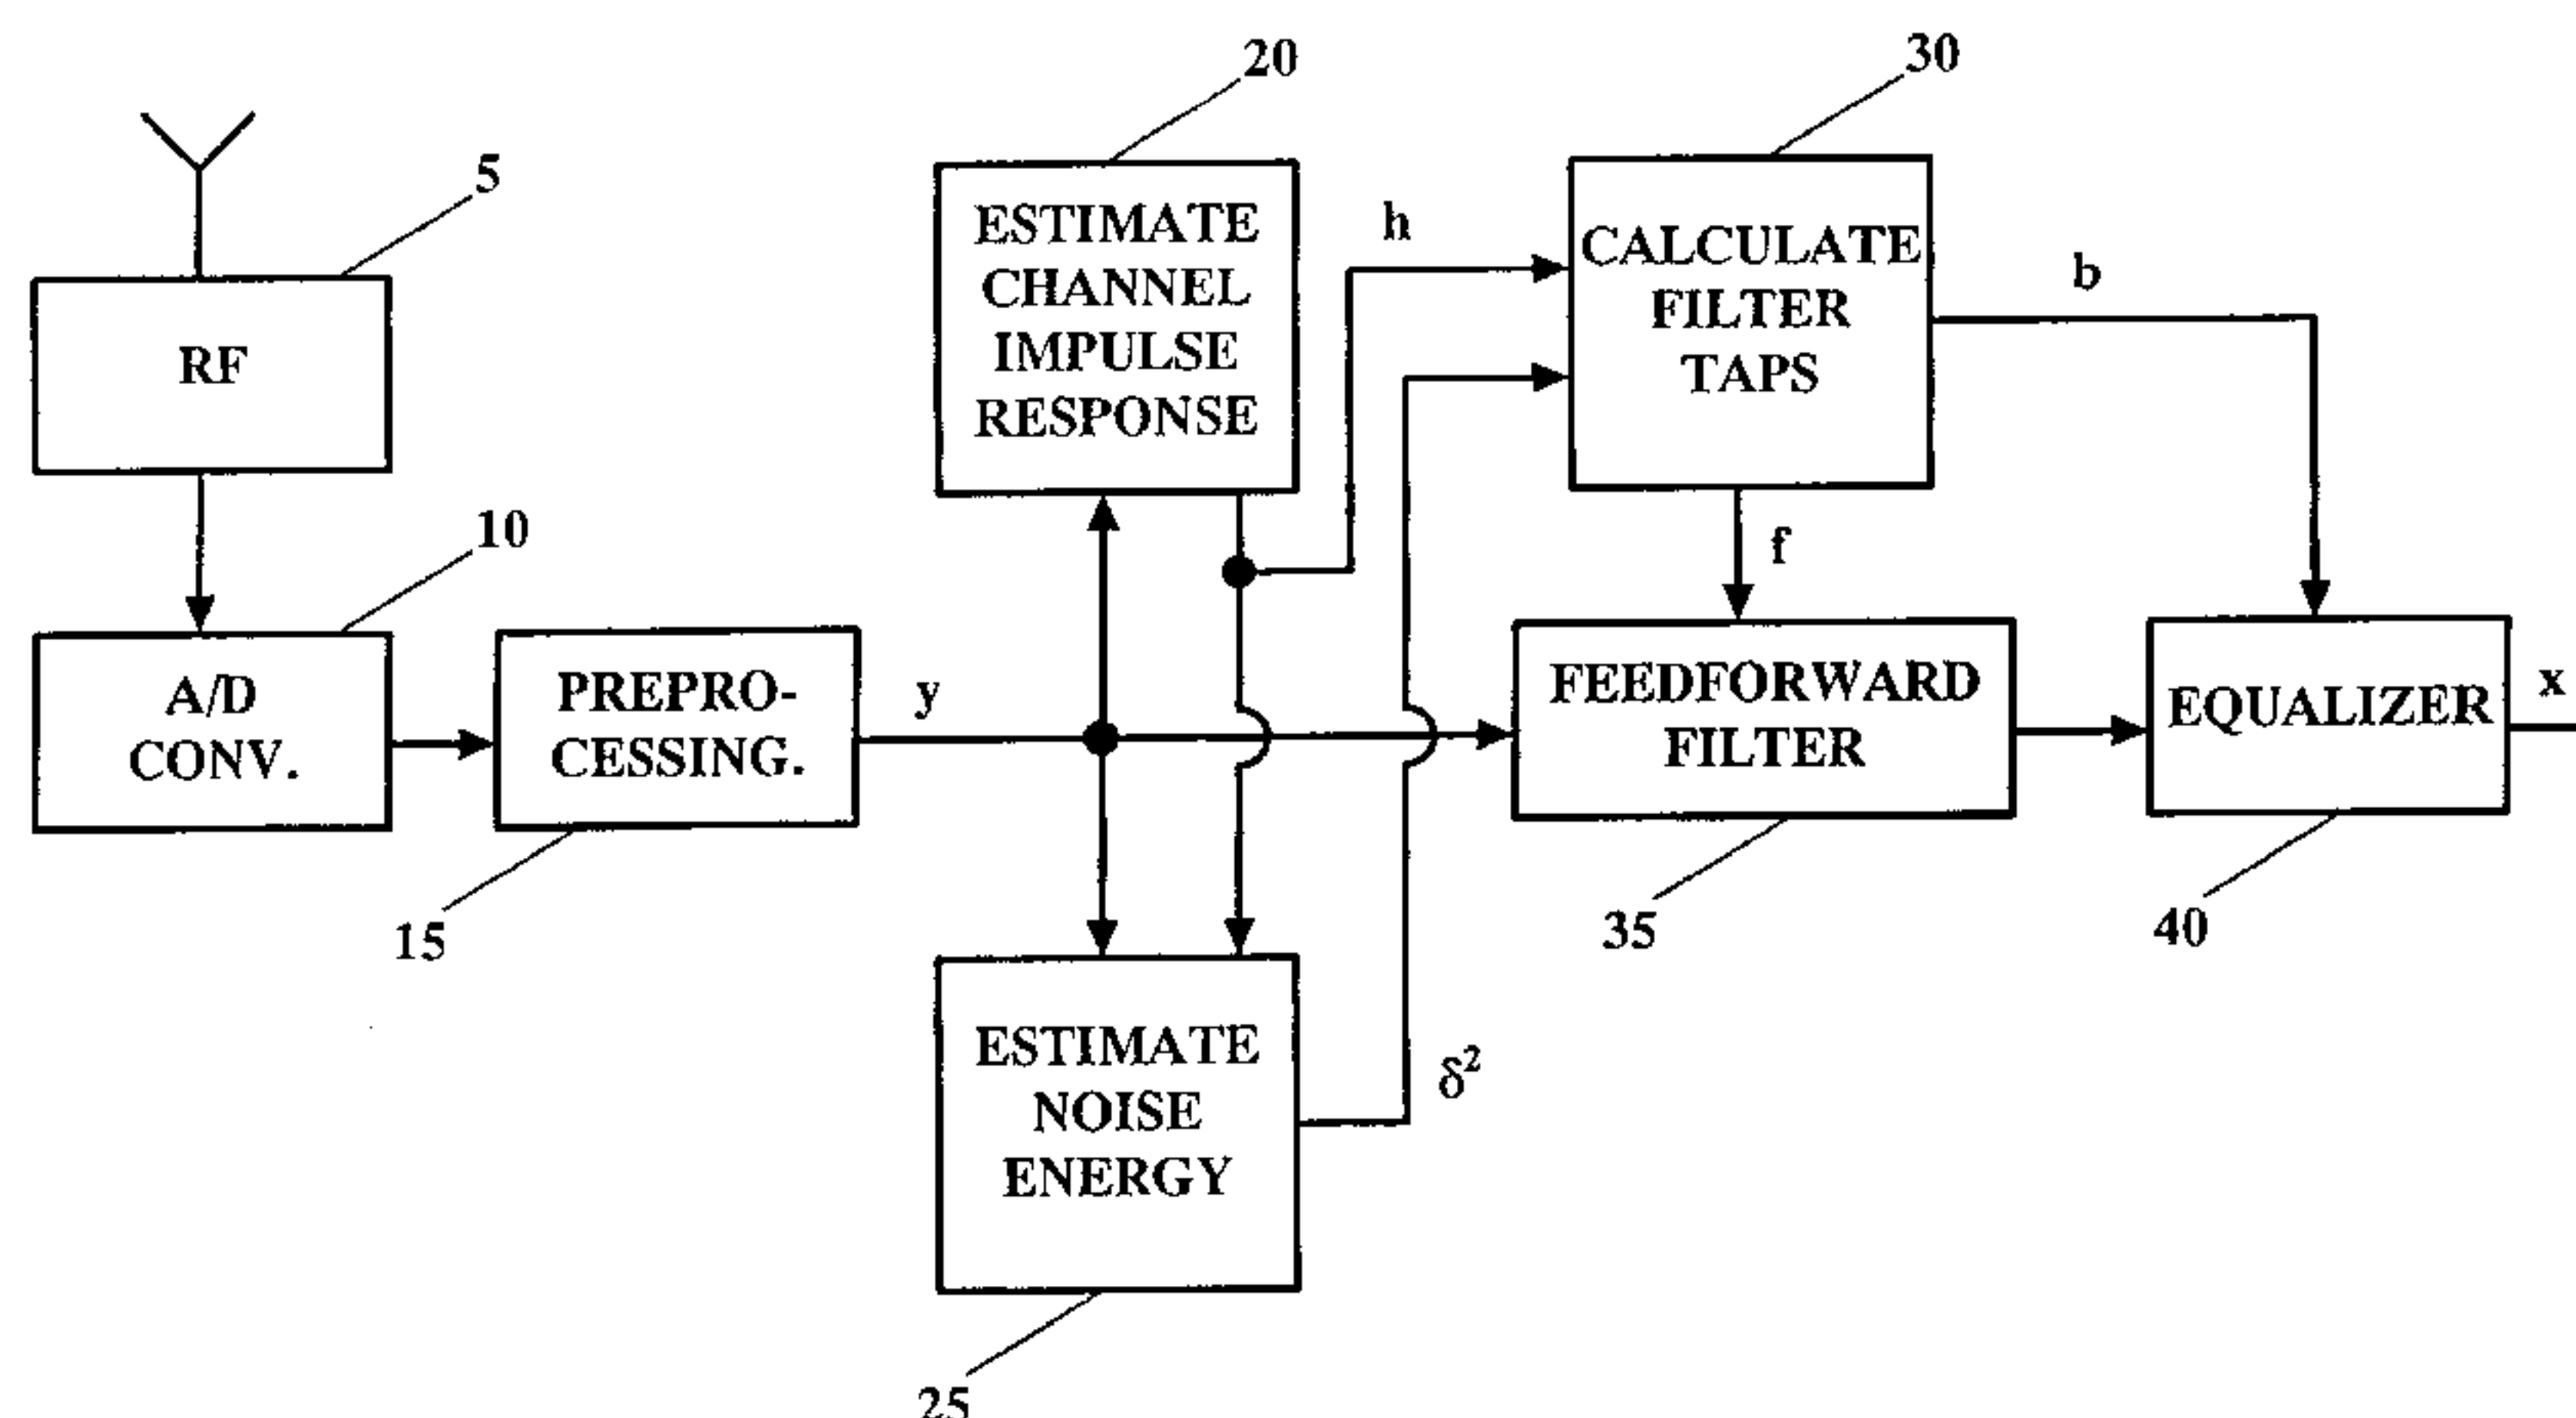 20
30
5
ESTIMATE
CHANNEL
IMPULSE
RESPONSE
h
CALCULATE
FILTER
TAPS
b
RF
10
f
A/D
CONV.
PREPRO-
CESSING.
y
FEEDFORWARD
FILTER
EQUALIZER
x
15
35
40
ESTIMATE
NOISE
ENERGY
δ²
25